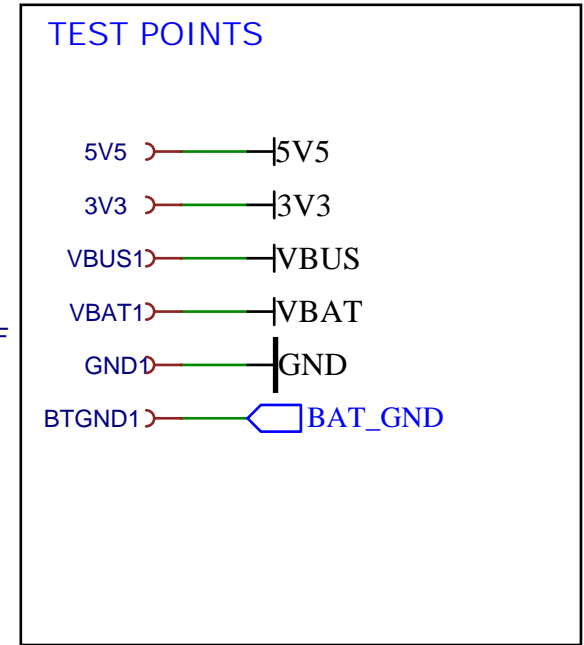 TEST POINTS
5V5 5V5
3V3 3V3
VBUS1 VBUS
VBAT1 VBAT
F
GND1 GND
BTGND1 BAT_GND